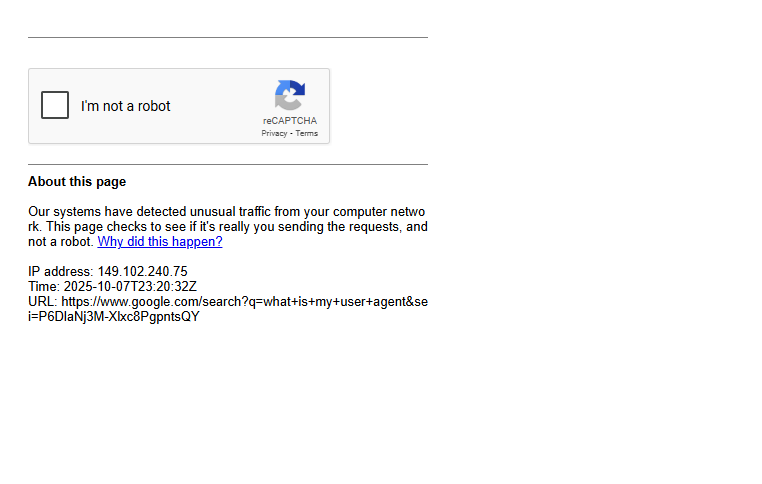 I'm not a robot
reCAPTCHA
Privacy - Terms
About this page
Our systems have detected unusual traffic from your computer netwo
rk. This page checks to see if it's really you sending the requests, and
not a robot. Why did this happen?
IP address: 149.102.240.75
Time: 2025-10-07T23:20:32Z
URL: https://www.google.com/search?q=what+is+my+user+agent&se
i=P6DlaNj3M-Xlxc8PgpntsQY